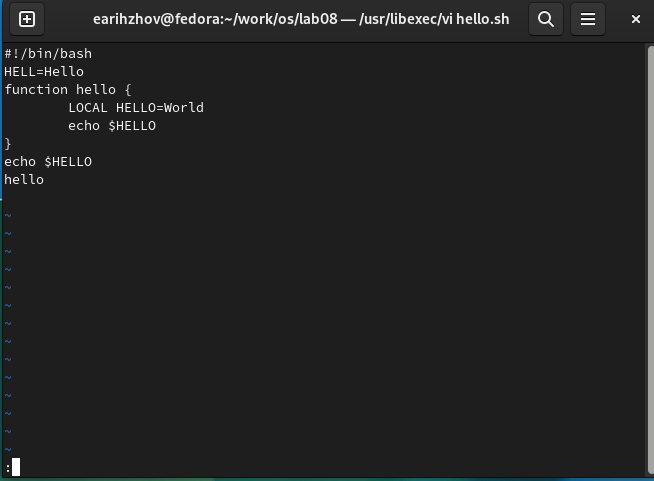 earihzhov@fedora:~/work/os/lab08 — /usr/libexec/vi hello.sh
#!/bin/bash
HELL=Hello
function hello {
        LOCAL HELLO=World
        echo $HELLO
}
echo $HELLO
hello
~
~
~
~
~
~
~
~
~
~
~
~
~
~
: